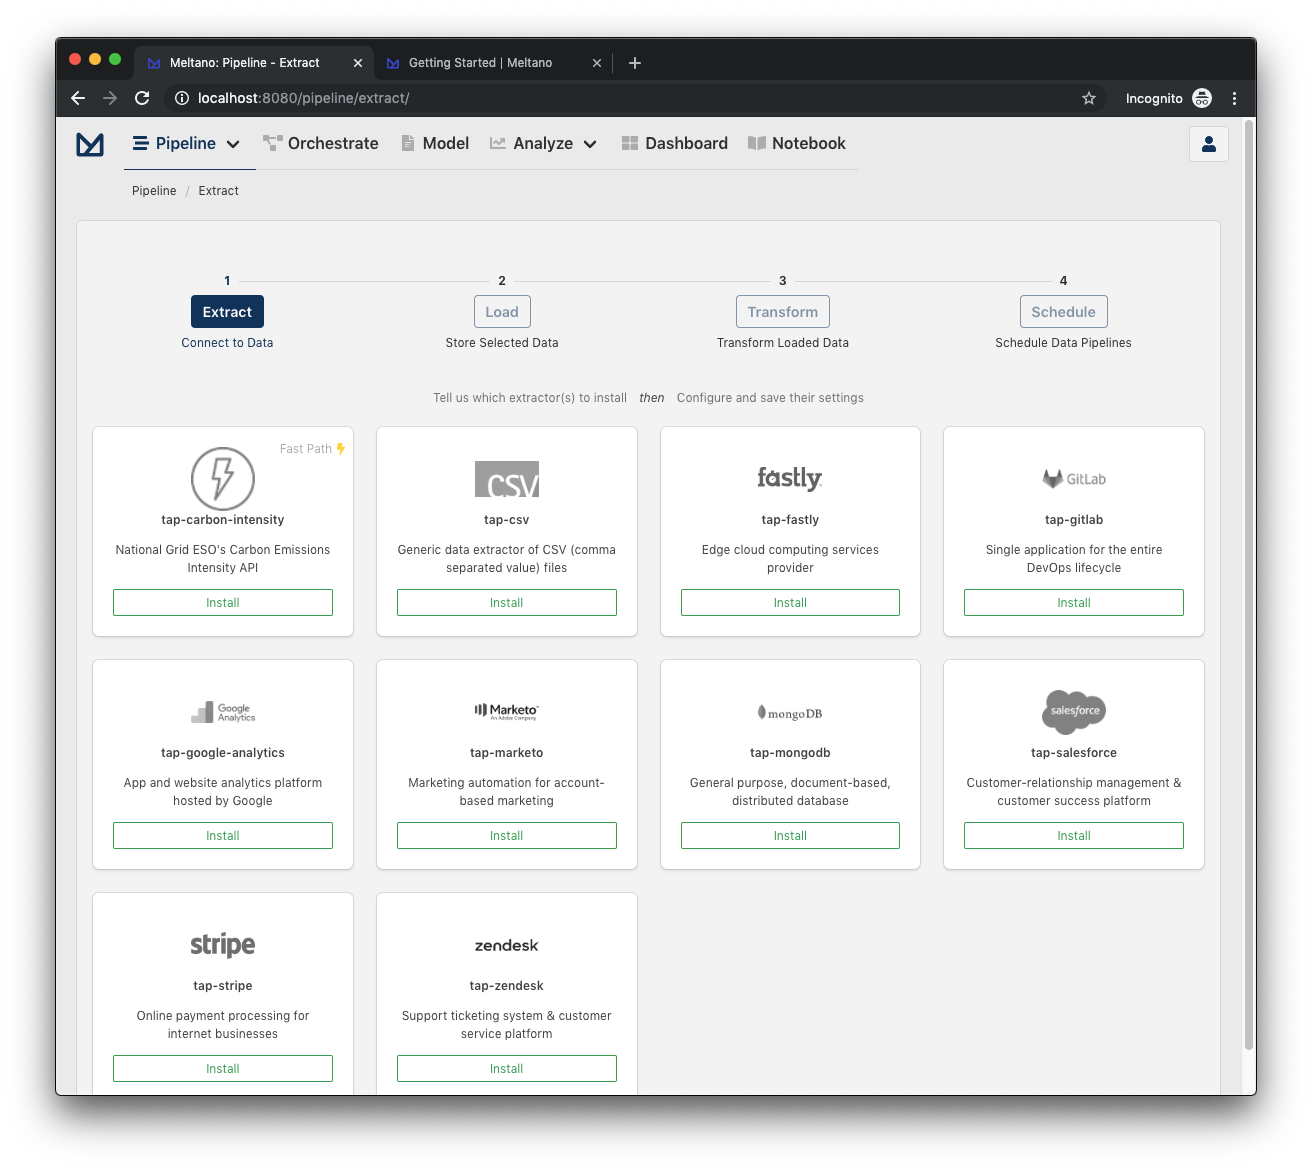 Meltano: Pipeline - Extract
Getting Started | Meltano
localhost:8080/pipeline/extract/
Incognito
Pipeline
Orchestrate
Model
Analyze
Dashboard
Notebook
Pipeline / Extract
1
2
3
4
Extract
Load
Transform
Schedule
Connect to Data
Store Selected Data
Transform Loaded Data
Schedule Data Pipelines
Tell us which extractor(s) to install then Configure and save their settings
Fast Path
tap-carbon-intensity
National Grid ESO's Carbon Emissions
Intensity API
Install
CSV
tap-csv
Generic data extractor of CSV (comma
separated value) files
Install
fastly
tap-fastly
Edge cloud computing services
provider
Install
GitLab
tap-gitlab
Single application for the entire
DevOps lifecycle
Install
Google
Analytics
tap-google-analytics
App and website analytics platform
hosted by Google
Install
Marketo
An Adobe Company
tap-marketo
Marketing automation for account-
based marketing
Install
mongoDB
tap-mongodb
General purpose, document-based,
distributed database
Install
salesforce
tap-salesforce
Customer-relationship management &
customer success platform
Install
stripe
tap-stripe
Online payment processing for
internet businesses
Install
zendesk
tap-zendesk
Support ticketing system & customer
service platform
Install